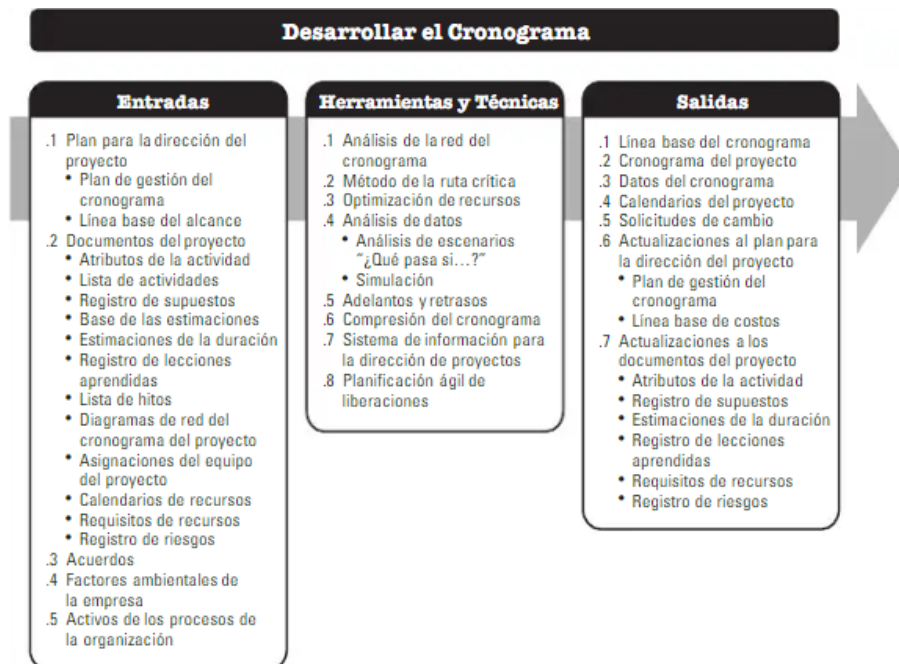 Desarrollar el Cronograma
Entradas
.1 Plan para la dirección del
proyecto
• Plan de gestión del
cronograma
• Línea base del alcance
.2 Documentos del proyecto
• Atributos de la actividad
• Lista de actividades
• Registro de supuestos
• Base de las estimaciones
• Estimaciones de la duración
• Registro de lecciones
aprendidas
• Lista de hitos
• Diagramas de red del
cronograma del proyecto
• Asignaciones del equipo
del proyecto
• Calendarios de recursos
• Requisitos de recursos
• Registro de riesgos
.3 Acuerdos
.4 Factores ambientales de
la empresa
.5 Activos de los procesos de
la organización
Herramientas y Técnicas
.1 Análisis de la red del
cronograma
.2 Método de la ruta crítica
.3 Optimización de recursos
.4 Análisis de datos
• Análisis de escenarios
"¿Qué pasa si...?"
• Simulación
.5 Adelantos y retrasos
.6 Compresión del cronograma
.7 Sistema de información para
la dirección de proyectos
.8 Planificación ágil de
liberaciones
Salidas
.1 Línea base del cronograma
.2 Cronograma del proyecto
.3 Datos del cronograma
.4 Calendarios del proyecto
.5 Solicitudes de cambio
.6 Actualizaciones al plan para
la dirección del proyecto
• Plan de gestión del
cronograma
• Línea base de costos
.7 Actualizaciones a los
documentos del proyecto
• Atributos de la actividad
• Registro de supuestos
• Estimaciones de la duración
• Registro de lecciones
aprendidas
• Requisitos de recursos
• Registro de riesgos